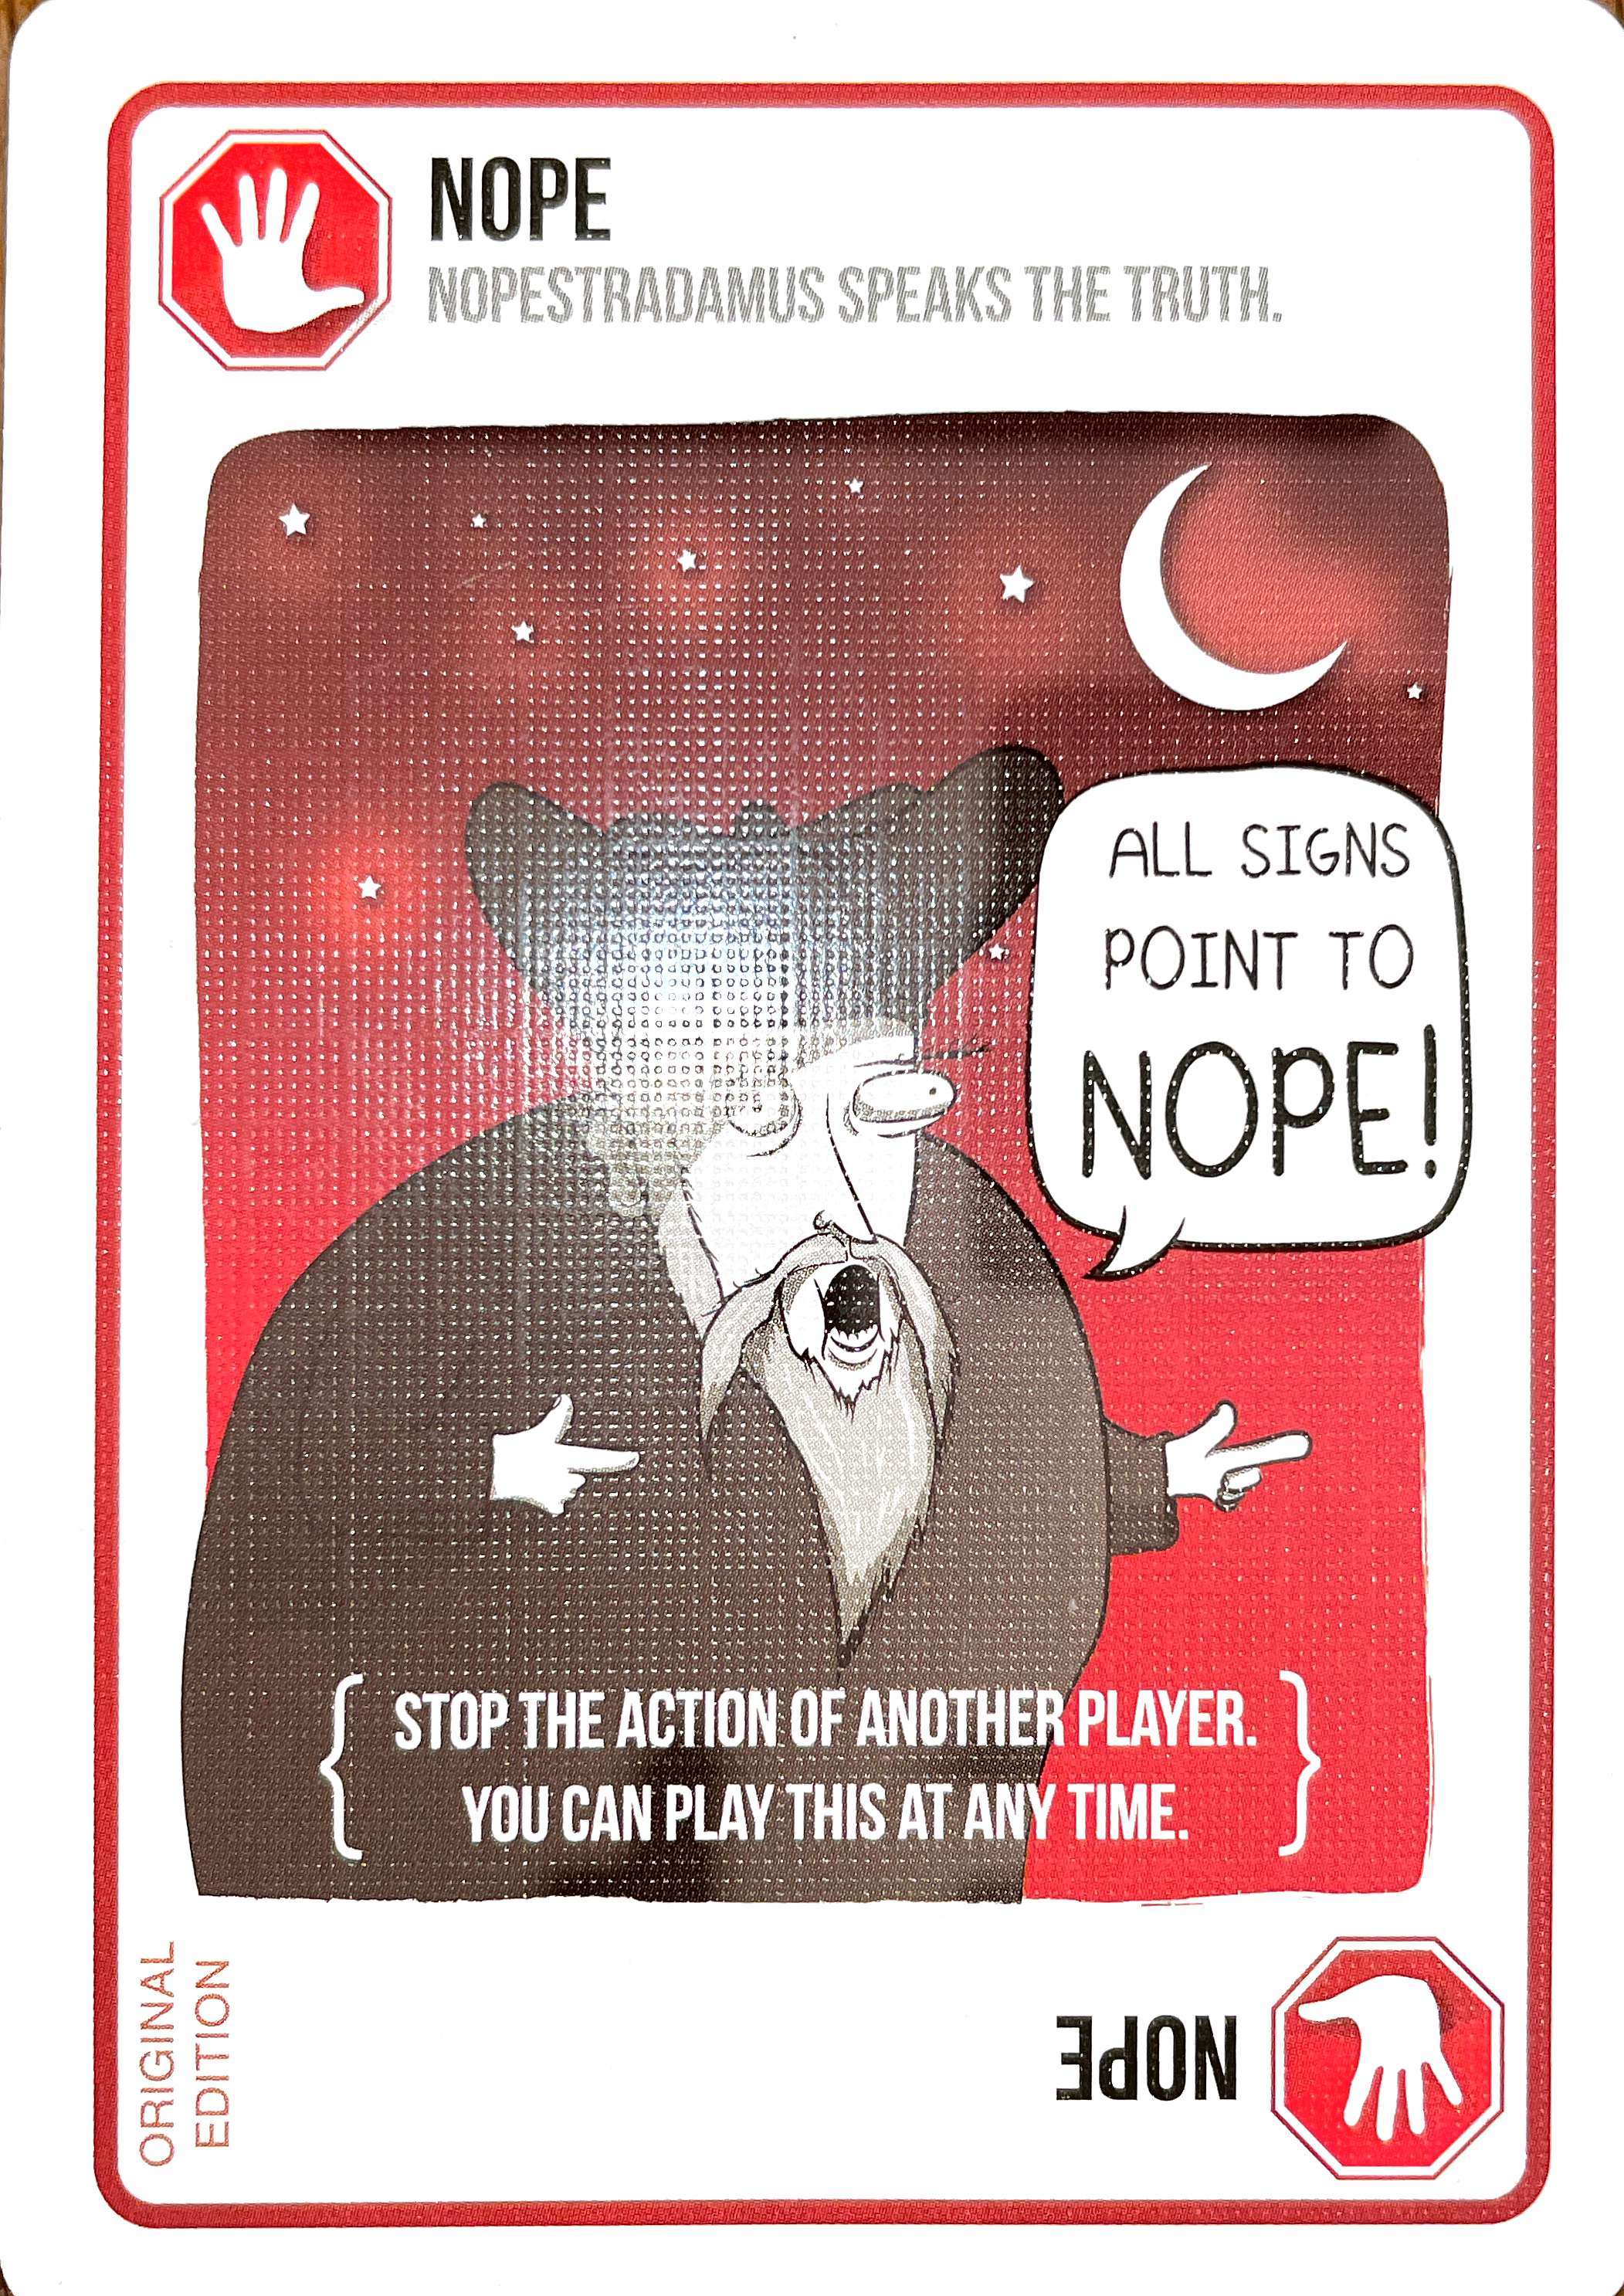 NOPE
NOPESTRADAMUS SPEAKS THE TRUTH.
ALL SIGNS
POINT TO
NOPE!
STOP THE ACTION OF ANOTHER PLAYER.
YOU CAN PLAY THIS AT ANY TIME.
ORIGINAL
EDITION
NOPE